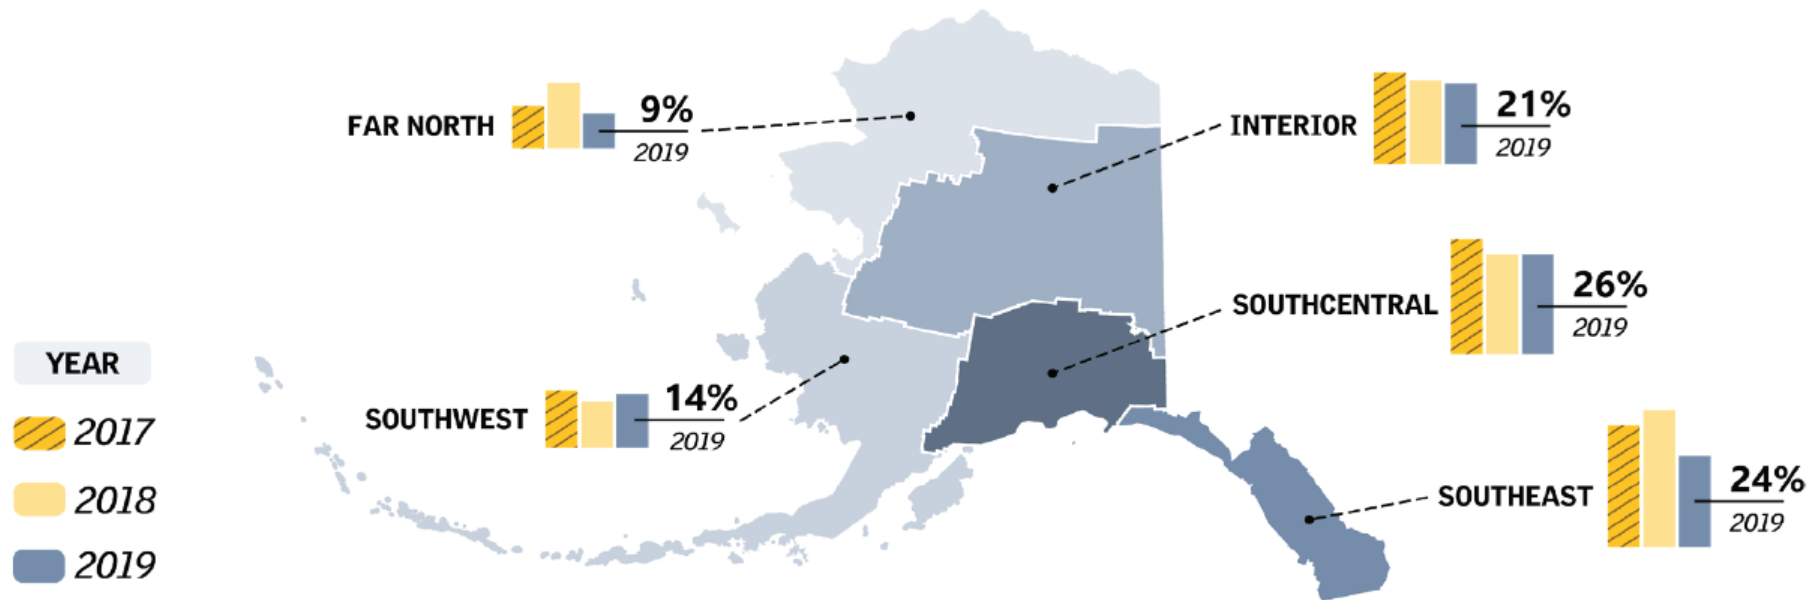 FAR NORTH
9%
2019
INTERIOR
21%
2019
SOUTHCENTRAL
26%
2019
YEAR
2017
2018
2019
SOUTHWEST
14%
2019
SOUTHEAST
24%
2019